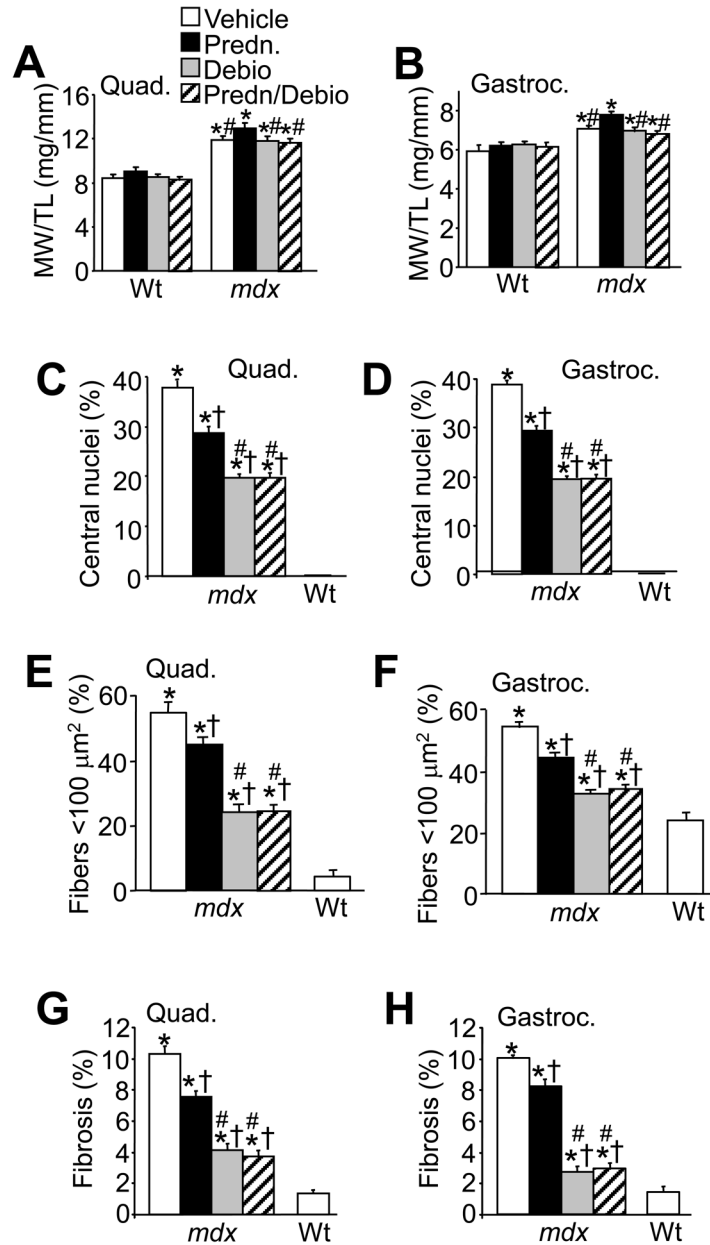 Vehicle
Predn.
Debio
Predn/Debio
A
Quad.
MW/TL (mg/mm)
16
12
8
4
0
*#
*
*#
*#
Wt
mdx
B
Gastroc.
MW/TL (mg/mm)
8
6
4
2
0
*#
*
*#
*#
Wt
mdx
C
Quad.
Central nuclei (%)
40
30
20
10
0
*
*†
#
*†
#
*†
mdx
Wt
D
Gastroc.
Central nuclei (%)
40
30
20
10
0
*
*†
#
*†
#
*†
mdx
Wt
E
Quad.
Fibers <100 µm²  (%)
60
40
20
0
*
*†
#
*†
#
*†
mdx
Wt
F
Gastroc.
Fibers <100 µm² (%)
60
40
20
0
*
*†
#
*†
#
*†
mdx
Wt
G
Quad.
Fibrosis (%)
12
10
8
6
4
2
0
*
*†
#
*†
#
*†
mdx
Wt
H
Gastroc.
Fibrosis (%)
12
10
8
6
4
2
0
*
*†
#
*†
#
*†
mdx
Wt